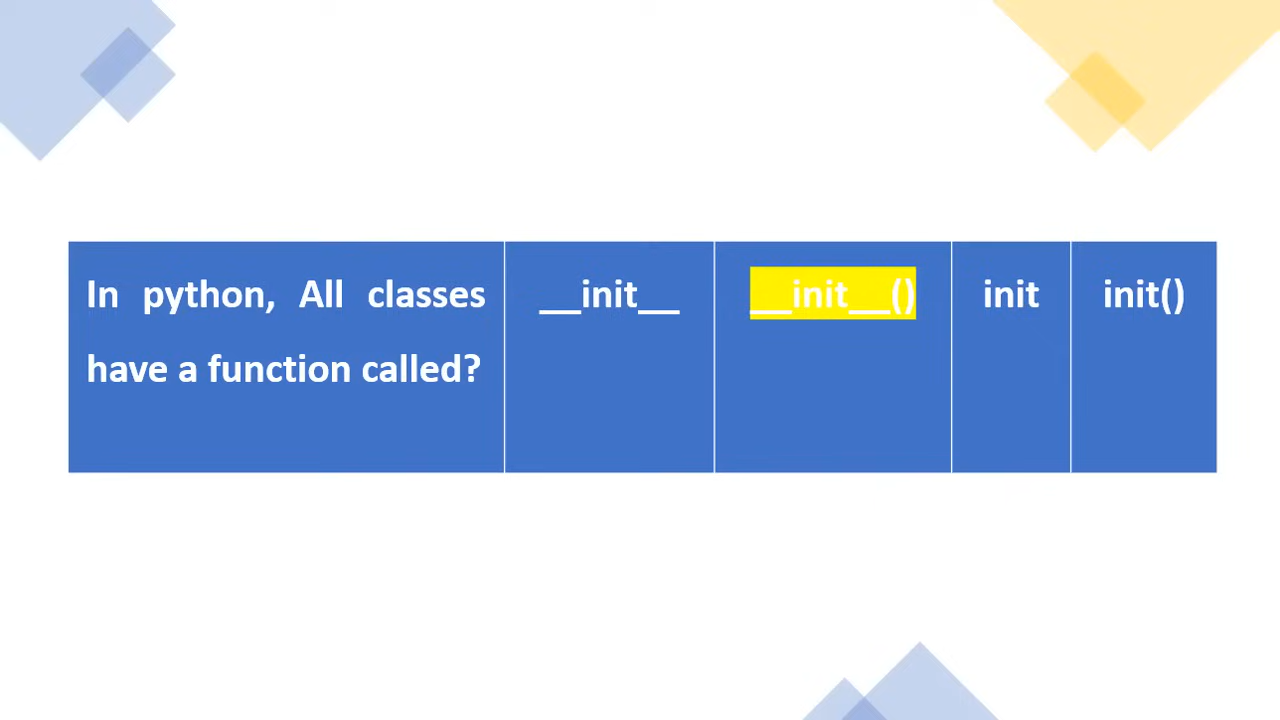 In python, All classes
have a function called?
__init__
__init__()
init
init()